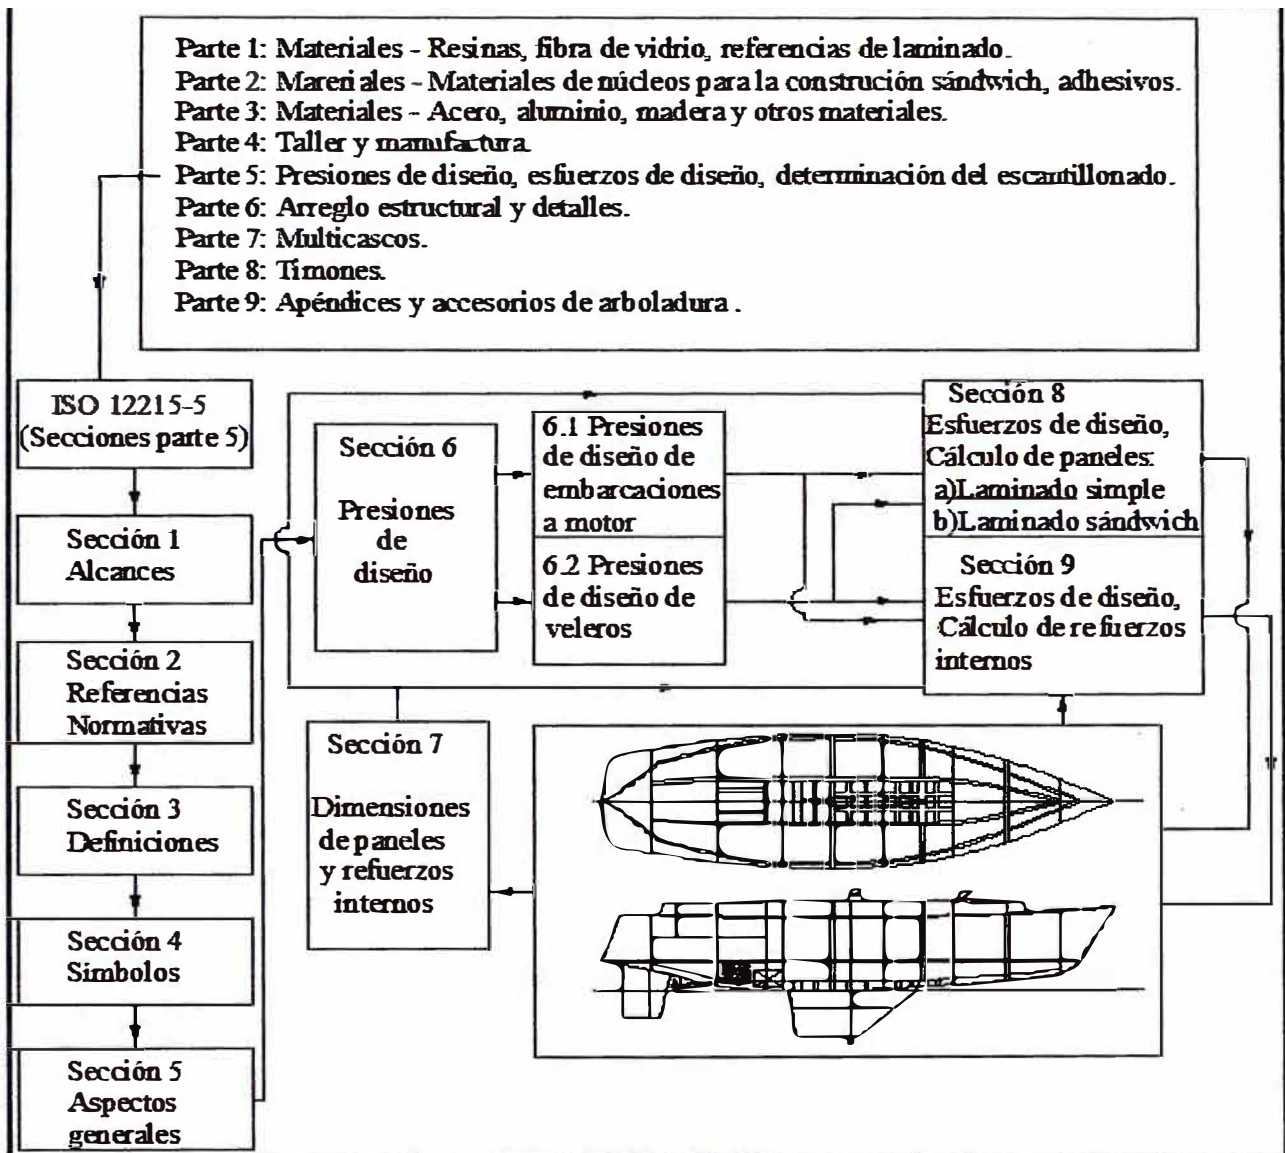 Parte 1: Materiales - Resinas, fibra de vidrio, referencias de laminado.
Parte 2: Mareriales - Materiales de núcleos para la construción sándwich, adhesivos.
Parte 3: Materiales - Acero, aluminio, madera y otros materiales.
Parte 4: Taller y manufactura
Parte 5: Presiones de diseño, esfuerzos de diseño, determinación del escantillonado.
Parte 6: Arreglo estructural y detalles.
Parte 7: Multicascos.
Parte 8: Timones.
Parte 9: Apéndices y accesorios de arboladura.
ISO 12215-5
(Secciones parte 5)
Sección 1
Alcances
Sección 2
Referencias
Normativas
Sección 3
Definiciones
Sección 4
Simbolos
Sección 5
Aspectos
generales
Sección 6
Presiones
de
diseño
6.1 Presiones
de diseño de
embarcaciones
a motor
6.2 Presiones
de diseño de
veleros
Sección 8
Esfuerzos de diseño,
Cálculo de paneles:
a)Laminado simple
b)Laminado sándwich
Sección 9
Esfuerzos de diseño,
Cálculo de refuerzos
internos
Sección 7
Dimensiones
de paneles
y refuerzos
internos